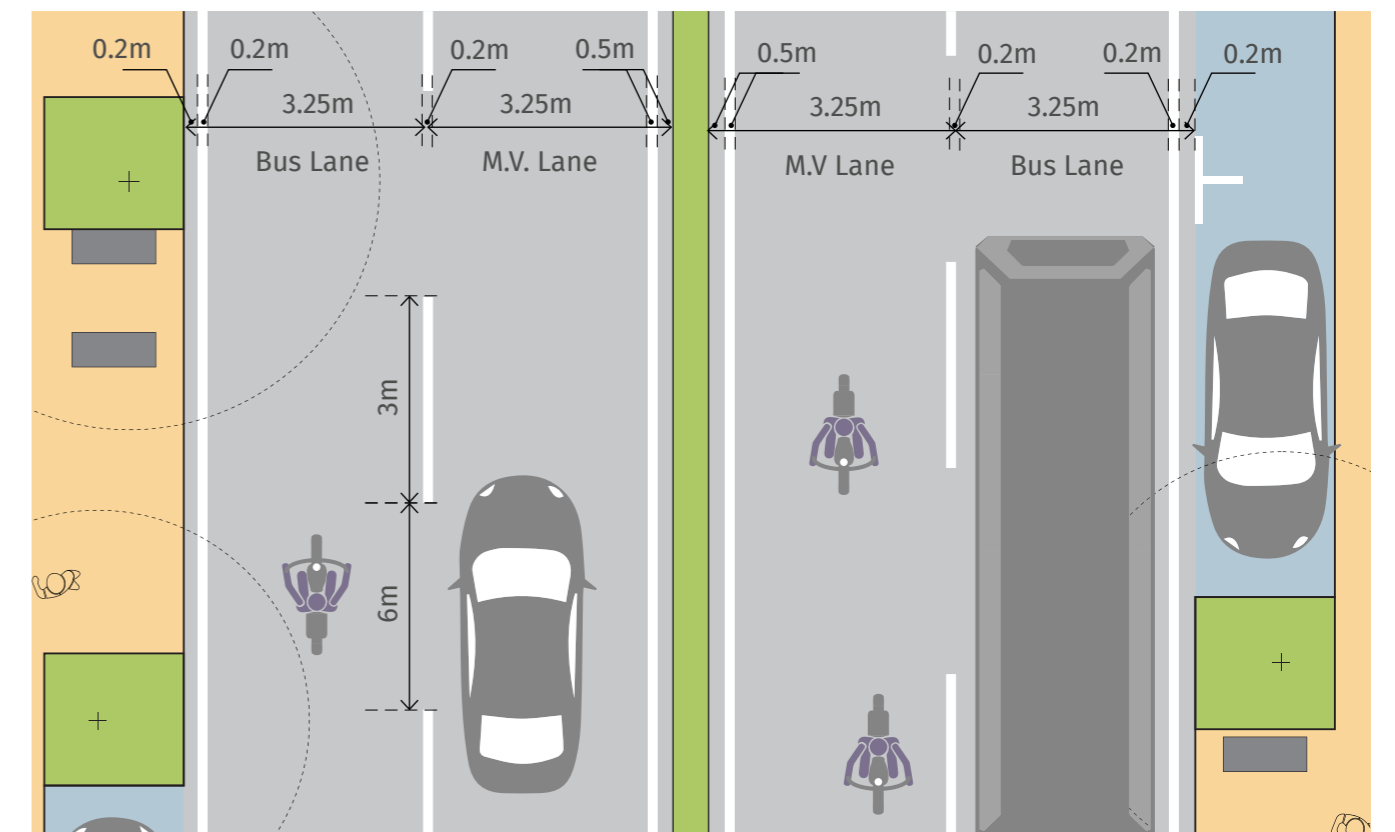 0.2m 0.2m 0.2m 0.5m 0.5m 0.2m 0.2m 0.2m
3.25m 3.25m 3.25m 3.25m
Bus Lane M.V. Lane M.V Lane Bus Lane
3m
6m